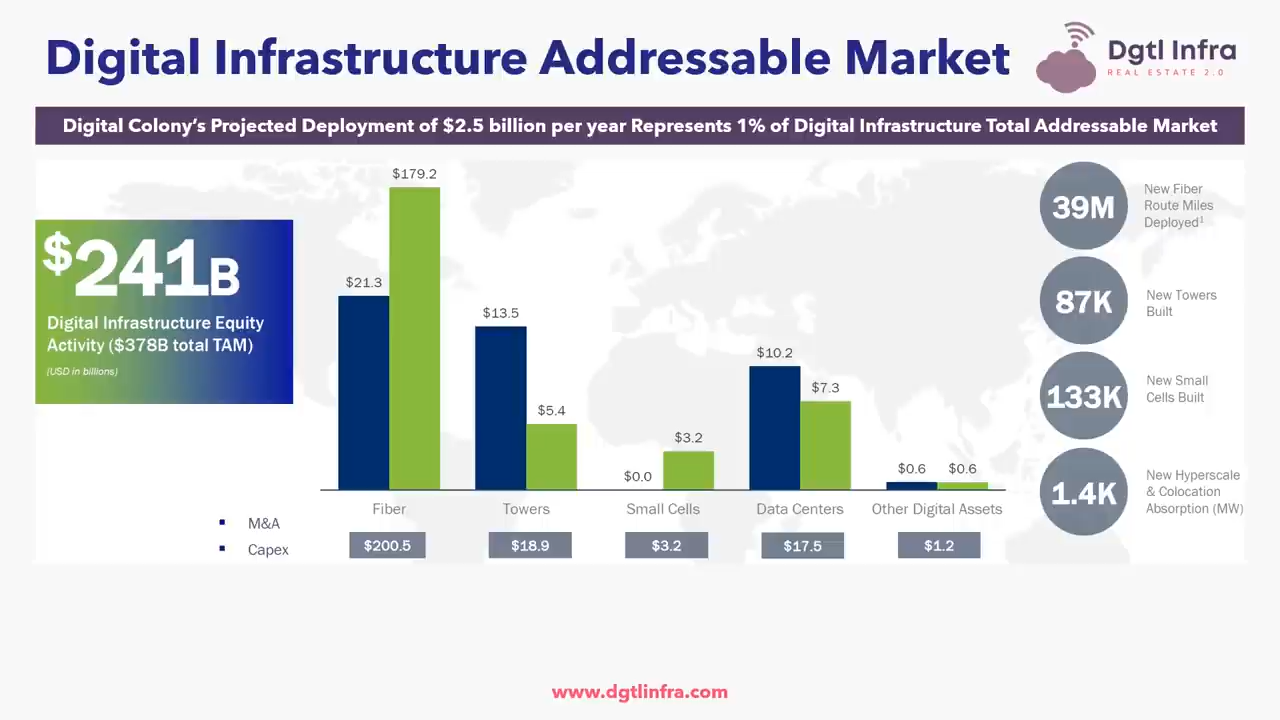 Digital Infrastructure Addressable Market
Dgtl Infra
REAL ESTATE 2.0
Digital Colony's Projected Deployment of $2.5 billion per year Represents 1% of Digital Infrastructure Total Addressable Market
$241B
Digital Infrastructure Equity
Activity ($378B total TAM)
(USD in billions)
$21.3
$179.2
$13.5
$5.4
$0.0
$3.2
$10.2
$7.3
$0.6
$0.6
Fiber
Towers
Small Cells
Data Centers
Other Digital Assets
M&A
Capex
$200.5
$18.9
$3.2
$17.5
$1.2
39M
New Fiber
Route Miles
Deployed¹
87K
New Towers
Built
133K
New Small
Cells Built
1.4K
New Hyperscale
& Colocation
Absorption (MW)
www.dgtlinfra.com